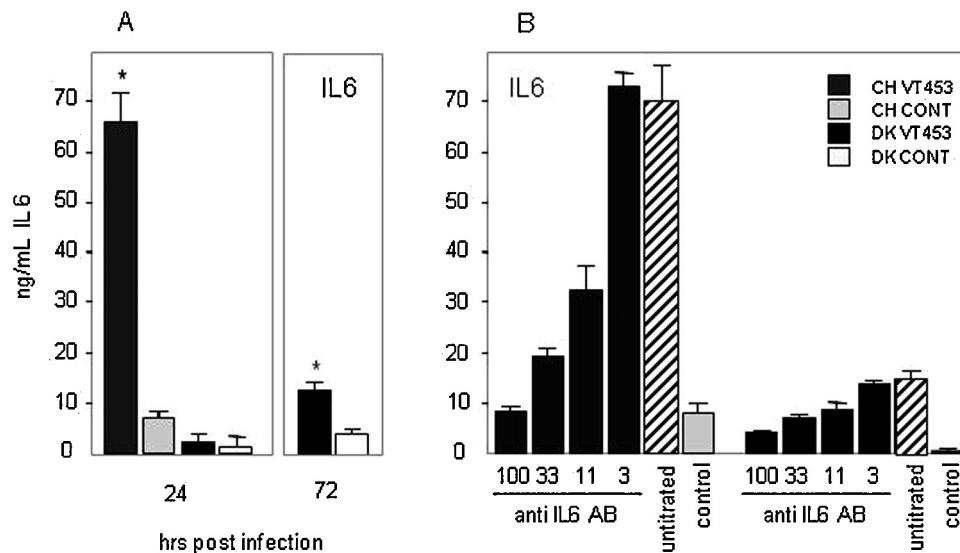 A
ng/mL IL6
70
60
50
40
30
20
10
0
*
24
IL6
*
72
hrs post infection
B
IL6
70
60
50
40
30
20
10
0
CH VT453
CH CONT
DK VT453
DK CONT
100 33 11 3 untitrated control
anti IL6 AB
100 33 11 3 untitrated control
anti IL6 AB